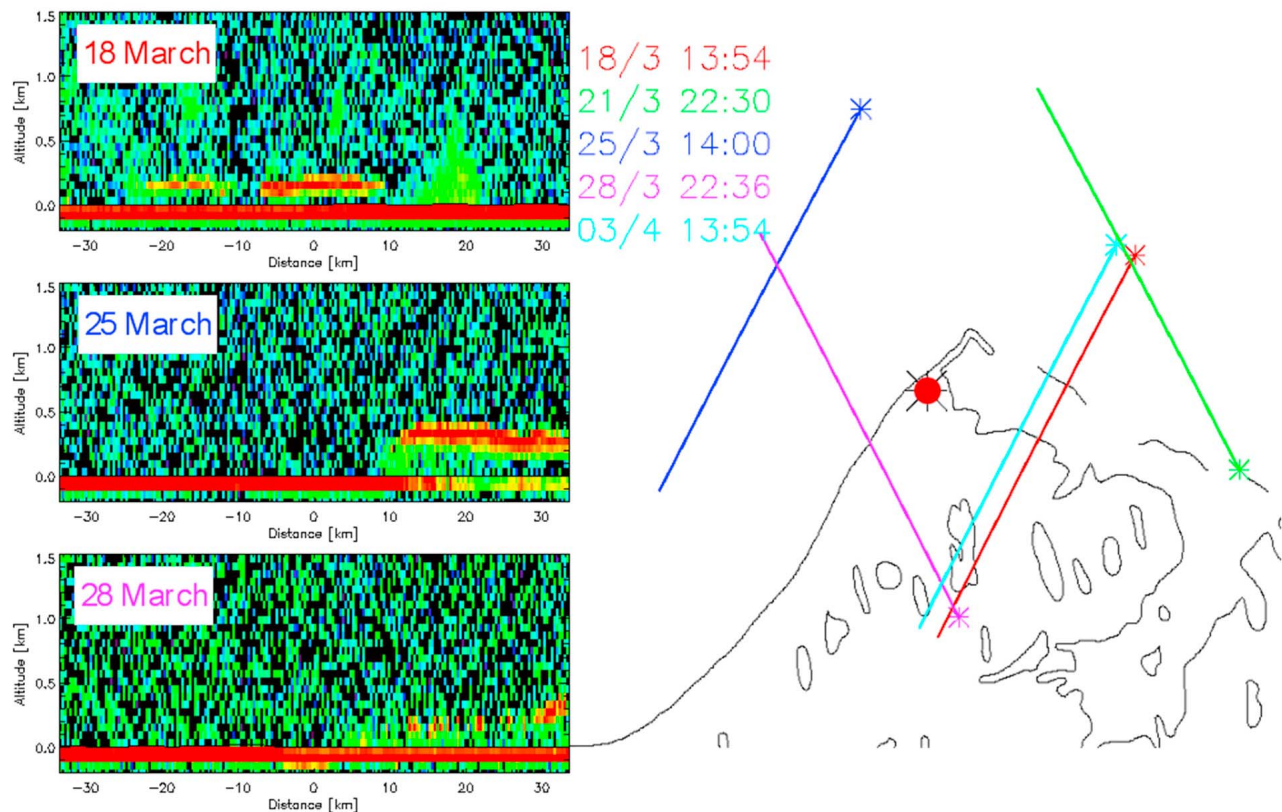 18 March
1.5
1.0
0.5
0.0
Altitude [km]
−30 −20 −10 0 10 20 30
Distance [km]
25 March
1.5
1.0
0.5
0.0
Altitude [km]
−30 −20 −10 0 10 20 30
Distance [km]
28 March
1.5
1.0
0.5
0.0
Altitude [km]
−30 −20 −10 0 10 20 30
Distance [km]
18/3 13:54
21/3 22:30
25/3 14:00
28/3 22:36
03/4 13:54